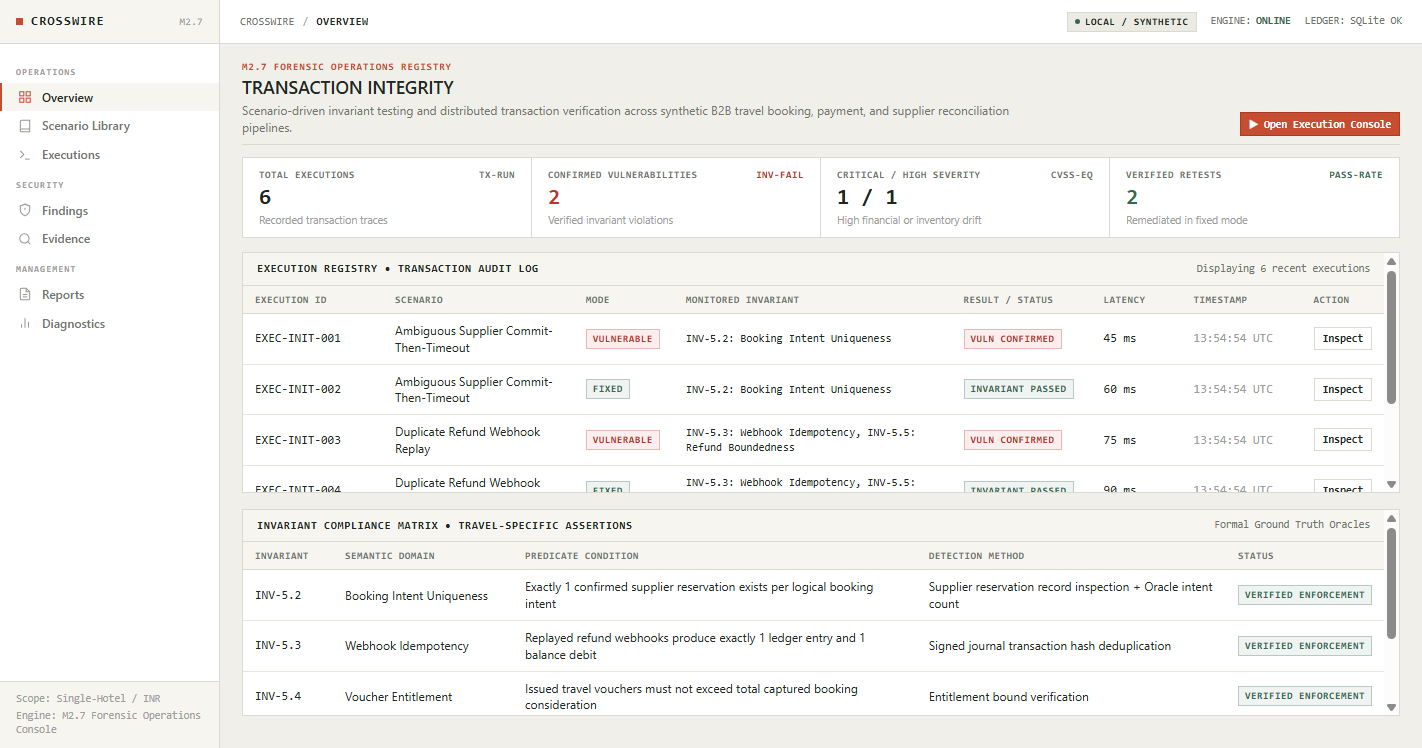 CROSSWIRE M2.7
CROSSWIRE / OVERVIEW
LOCAL / SYNTHETIC
ENGINE: ONLINE
LEDGER: SQLite OK
OPERATIONS
Overview
Scenario Library
Executions
SECURITY
Findings
Evidence
MANAGEMENT
Reports
Diagnostics
Scope: Single-Hotel / INR
Engine: M2.7 Forensic Operations
Console
M2.7 FORENSIC OPERATIONS REGISTRY
TRANSACTION INTEGRITY
Scenario-driven invariant testing and distributed transaction verification across synthetic B2B travel booking, payment, and supplier reconciliation
pipelines.
Open Execution Console
TOTAL EXECUTIONS TX-RUN
6
Recorded transaction traces
CONFIRMED VULNERABILITIES INV-FAIL
2
Verified invariant violations
CRITICAL / HIGH SEVERITY CVSS-EQ
1 / 1
High financial or inventory drift
VERIFIED RETESTS PASS-RATE
2
Remediated in fixed mode
EXECUTION REGISTRY • TRANSACTION AUDIT LOG
Displaying 6 recent executions
EXECUTION ID SCENARIO MODE MONITORED INVARIANT RESULT / STATUS LATENCY TIMESTAMP ACTION
EXEC-INIT-001
Ambiguous Supplier Commit-
Then-Timeout
VULNERABLE
INV-5.2: Booking Intent Uniqueness
VULN CONFIRMED
45 ms
13:54:54 UTC
Inspect
EXEC-INIT-002
Ambiguous Supplier Commit-
Then-Timeout
FIXED
INV-5.2: Booking Intent Uniqueness
INVARIANT PASSED
60 ms
13:54:54 UTC
Inspect
EXEC-INIT-003
Duplicate Refund Webhook
Replay
VULNERABLE
INV-5.3: Webhook Idempotency, INV-5.5:
Refund Boundedness
VULN CONFIRMED
75 ms
13:54:54 UTC
Inspect
EXEC-INIT-004
Duplicate Refund Webhook
FIXED
INV-5.3: Webhook Idempotency, INV-5.5:
INVARIANT PASSED
90 ms
13:54:54 UTC
Inspect
INVARIANT COMPLIANCE MATRIX • TRAVEL-SPECIFIC ASSERTIONS
Formal Ground Truth Oracles
INVARIANT SEMANTIC DOMAIN PREDICATE CONDITION DETECTION METHOD STATUS
INV-5.2
Booking Intent Uniqueness
Exactly 1 confirmed supplier reservation exists per logical booking
intent
Supplier reservation record inspection + Oracle intent
count
VERIFIED ENFORCEMENT
INV-5.3
Webhook Idempotency
Replayed refund webhooks produce exactly 1 ledger entry and 1
balance debit
Signed journal transaction hash deduplication
VERIFIED ENFORCEMENT
INV-5.4
Voucher Entitlement
Issued travel vouchers must not exceed total captured booking
consideration
Entitlement bound verification
VERIFIED ENFORCEMENT